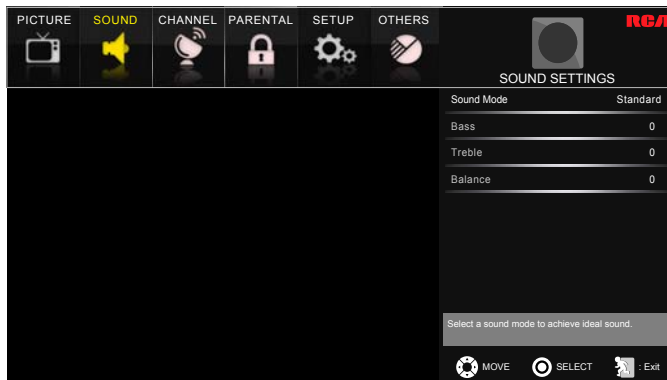 PICTURE SOUND CHANNEL PARENTAL SETUP OTHERS
RCA
SOUND SETTINGS
Sound Mode Standard
Bass 0
Treble 0
Balance 0
Select a sound mode to achieve ideal sound.
MOVE SELECT : Exit